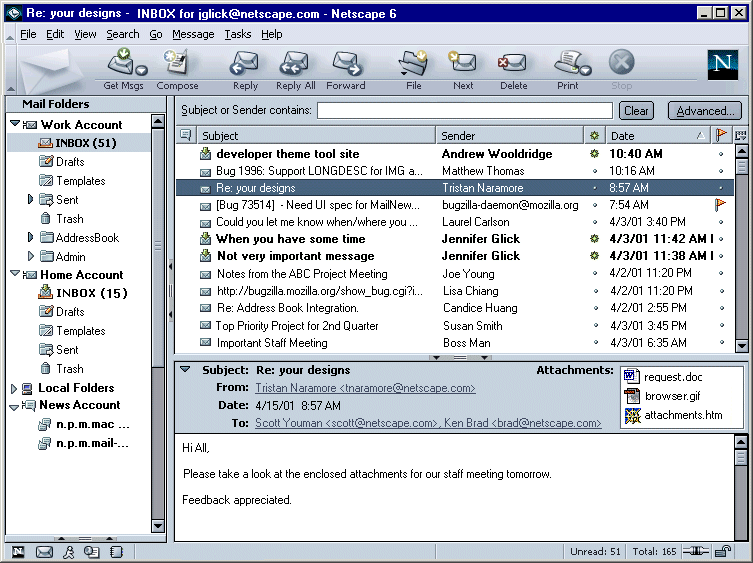 Re: your designs - INBOX for jglick@netscape.com - Netscape 6
File Edit View Search Go Message Tasks Help
Get Msgs Compose Reply Reply All Forward File Next Delete Print Stop
N
Mail Folders
Work Account
INBOX (51)
Drafts
Templates
Sent
Trash
AddressBook
Admin
Home Account
INBOX (15)
Drafts
Templates
Sent
Trash
Local Folders
News Account
n.p.m.mac ...
n.p.m.mail-...
Subject or Sender contains: Clear Advanced...
Subject Sender Date
developer theme tool site Andrew Wooldridge 10:40 AM
Bug 1996: Support LONGDESC for IMG a... Matthew Thomas 10:16 AM
Re: your designs Tristan Naramore 8:57 AM
[Bug 73514] - Need UI spec for MailNew... bugzilla-daemon@mozilla.org 7:54 AM
Could you let me know when/where you ... Laurel Carlson 4/3/01 3:40 PM
When you have some time Jennifer Glick 4/3/01 11:42 AM
Not very important message Jennifer Glick 4/3/01 11:38 AM
Notes from the ABC Project Meeting Joe Young 4/2/01 11:20 PM
http://bugzilla.mozilla.org/show_bug.cgi?i... Lisa Chiang 4/2/01 11:20 PM
Re: Address Book Integration. Candice Huang 4/2/01 2:55 PM
Top Priority Project for 2nd Quarter Susan Smith 4/3/01 3:45 PM
Important Staff Meeting Boss Man 4/3/01 6:35 AM
Subject: Re: your designs
From: Tristan Naramore <tnaramore@netscape.com>
Date: 4/15/01 8:57 AM
To: Scott Youman <scott@netscape.com>, Ken Brad <brad@netscape.com>
Attachments:
request.doc
browser.gif
attachments.htm
Hi All,
Please take a look at the enclosed attachments for our staff meeting tomorrow.
Feedback appreciated.
Unread: 51 Total: 165